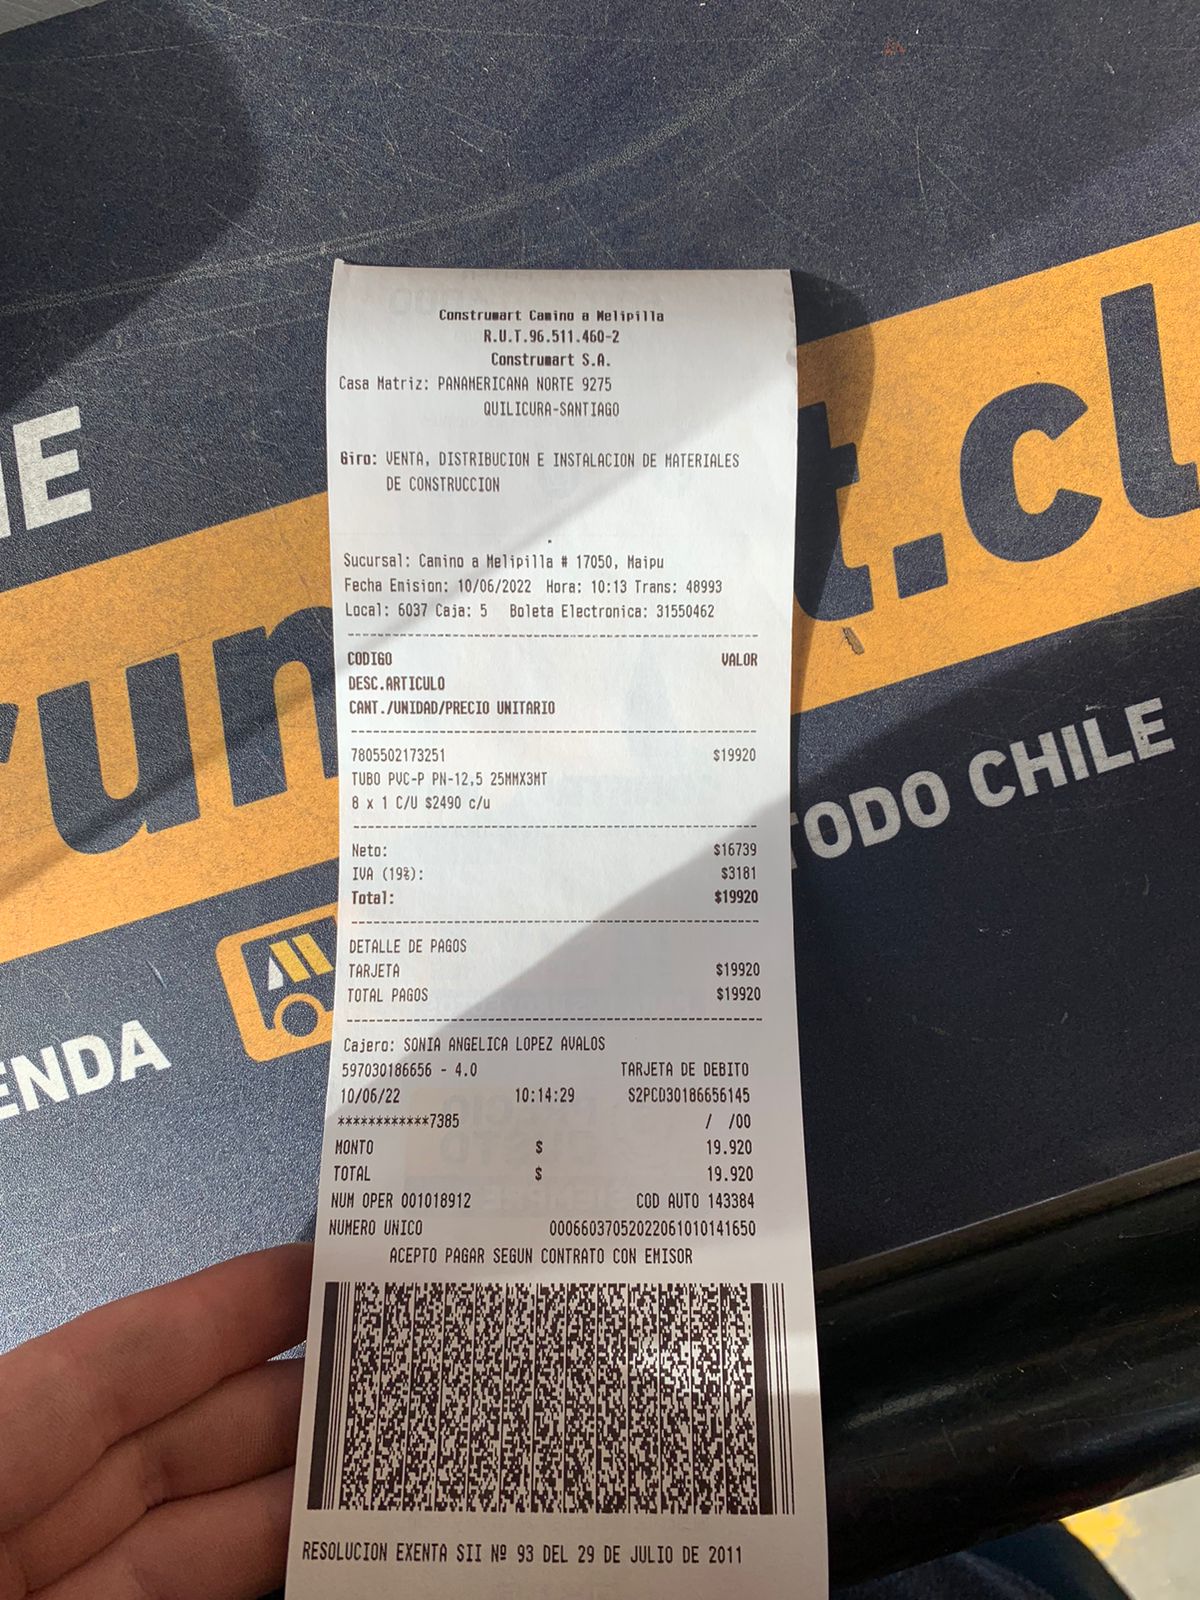 Construmart Camino a Melipilla
R.U.T.96.511.460-2
Construmart S.A.
Casa Matriz: PANAMERICANA NORTE 9275
QUILICURA-SANTIAGO
Giro: VENTA, DISTRIBUCION E INSTALACION DE MATERIALES
DE CONSTRUCCION
Sucursal: Camino a Melipilla # 17050, Maipu
Fecha Emision: 10/06/2022 Hora: 10:13 Trans: 48993
Local: 6037 Caja: 5 Boleta Electronica: 31550462
CODIGO VALOR
DESC.ARTICULO
CANT./UNIDAD/PRECIO UNITARIO
7805502173251 $19920
TUBO PVC-P PN-12,5 25MMX3MT
8 x 1 C/U $2490 c/u
Neto: $16739
IVA (19%): $3181
Total: $19920
DETALLE DE PAGOS
TARJETA $19920
TOTAL PAGOS $19920
Cajero: SONIA ANGELICA LOPEZ AVALOS
597030186656 - 4.0 TARJETA DE DEBITO
10/06/22 10:14:29 S2PCD30186656145
************7385 / /00
MONTO $ 19.920
TOTAL $ 19.920
NUM OPER 001018912 COD AUTO 143384
NUMERO UNICO 00066037052022061010141650
ACEPTO PAGAR SEGUN CONTRATO CON EMISOR
RESOLUCION EXENTA SII Nº 93 DEL 29 DE JULIO DE 2011
t.cl
run
TODO CHILE
ENDA